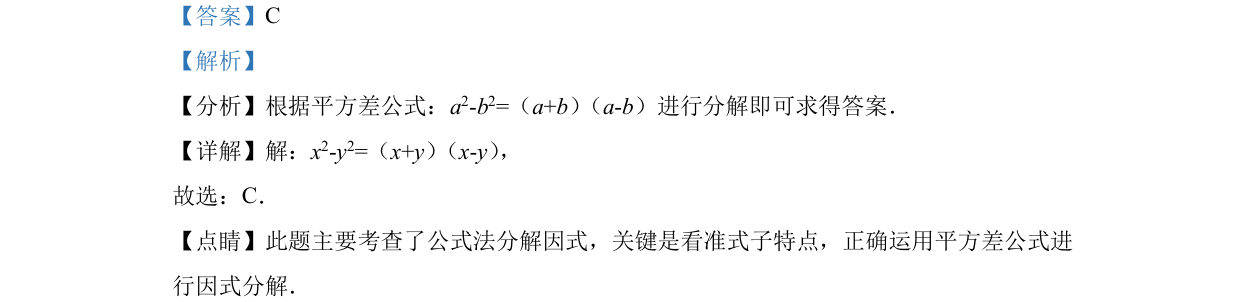 【答案】C
【解析】
【分析】根据平方差公式：a²-b²=（a+b）（a-b）进行分解即可求得答案．
【详解】解：x²-y²=（x+y）（x-y），
故选：C．
【点睛】此题主要考查了公式法分解因式，关键是看准式子特点，正确运用平方差公式进
行因式分解．